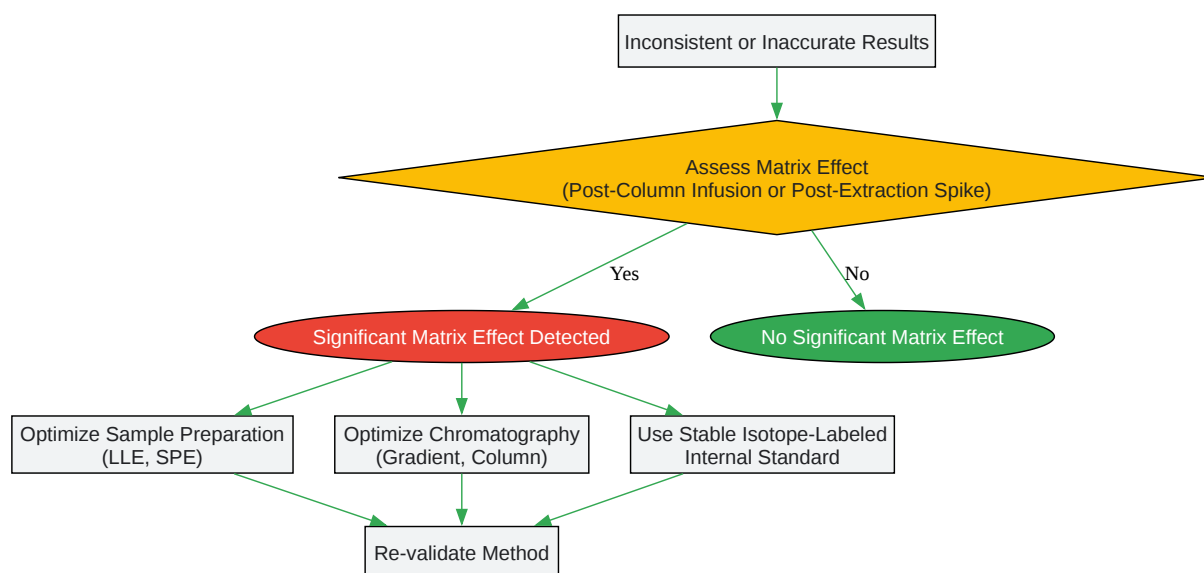 Inconsistent or Inaccurate Results
Assess Matrix Effect
(Post-Column Infusion or Post-Extraction Spike)
Yes
No
Significant Matrix Effect Detected
No Significant Matrix Effect
Optimize Sample Preparation
(LLE, SPE)
Optimize Chromatography
(Gradient, Column)
Use Stable Isotope-Labeled
Internal Standard
Re-validate Method